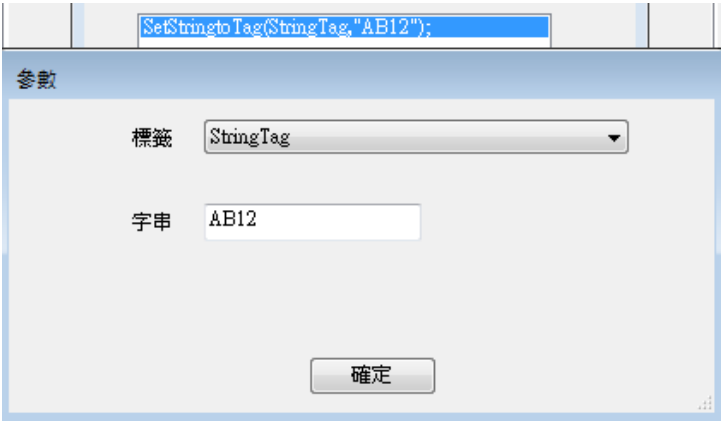 SetStringtoTag(StringTag,"AB12");
參數
標籤 StringTag
字串 AB12
確定